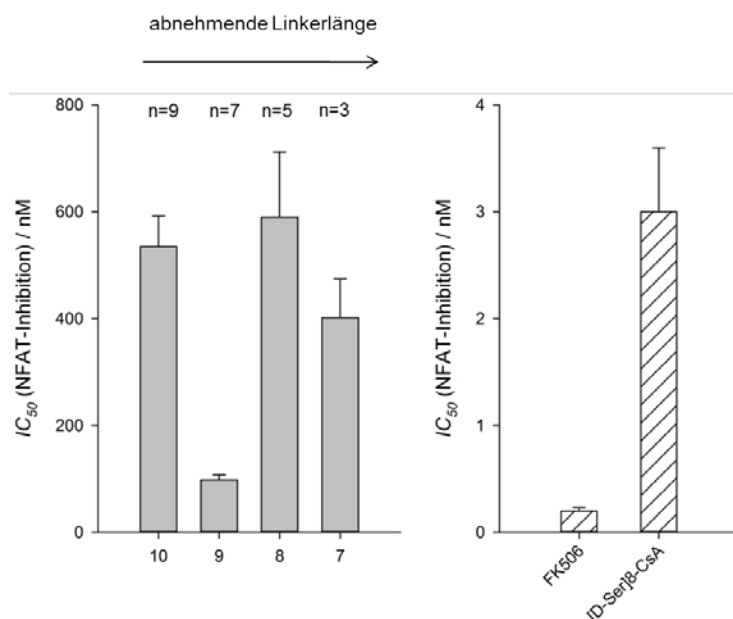 abnehmende Linkerlänge
800
600
400
200
0
IC50 (NFAT-Inhibition) / nM
n=9 n=7 n=5 n=3
10 9 8 7
4
3
2
1
0
IC50 (NFAT-Inhibition) / nM
FK506
[D-Ser]8-CsA